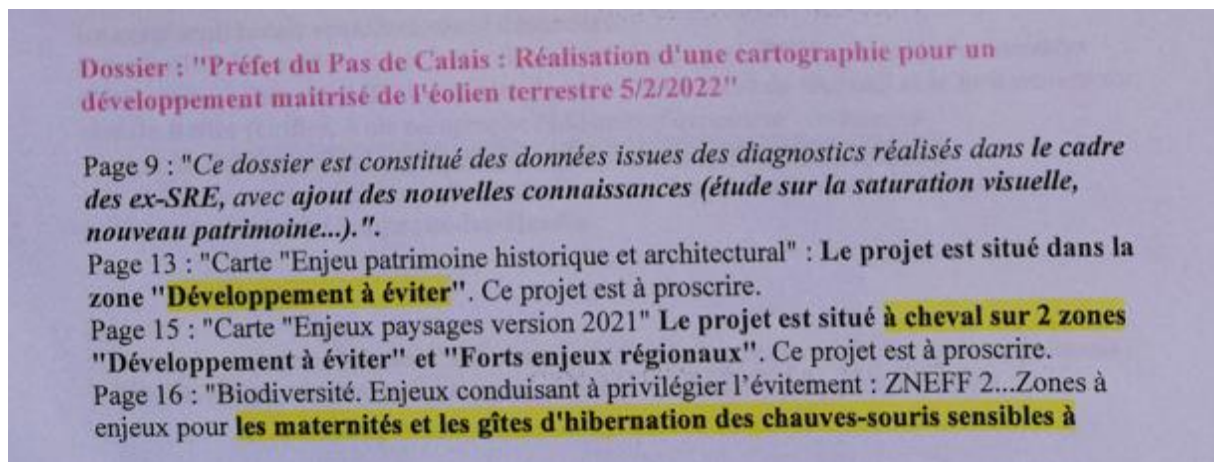 Dossier : "Préfet du Pas de Calais : Réalisation d'une cartographie pour un
développement maitrisé de l'éolien terrestre 5/2/2022"
Page 9 : "Ce dossier est constitué des données issues des diagnostics réalisés dans le cadre
des ex-SRE, avec ajout des nouvelles connaissances (étude sur la saturation visuelle,
nouveau patrimoine...).".
Page 13 : "Carte "Enjeu patrimoine historique et architectural" : Le projet est situé dans la
zone "Développement à éviter". Ce projet est à proscrire.
Page 15 : "Carte "Enjeux paysages version 2021" Le projet est situé à cheval sur 2 zones
"Développement à éviter" et "Forts enjeux régionaux". Ce projet est à proscrire.
Page 16 : "Biodiversité. Enjeux conduisant à privilégier l'évitement : ZNEFF 2...Zones à
enjeux pour les maternités et les gîtes d'hibernation des chauves-souris sensibles à